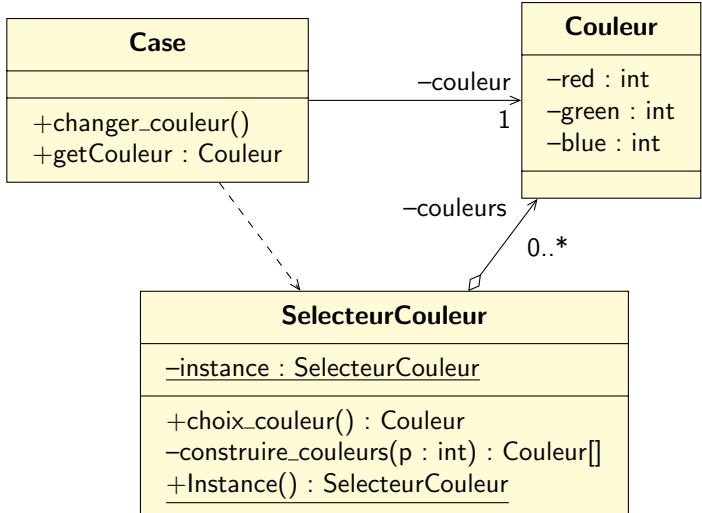 Case
+changer_couleur()
+getCouleur : Couleur
–couleur
1
Couleur
–red : int
–green : int
–blue : int
–couleurs
0..*
SelecteurCouleur
–instance : SelecteurCouleur
+choix_couleur() : Couleur
–construire_couleurs(p : int) : Couleur[]
+Instance() : SelecteurCouleur